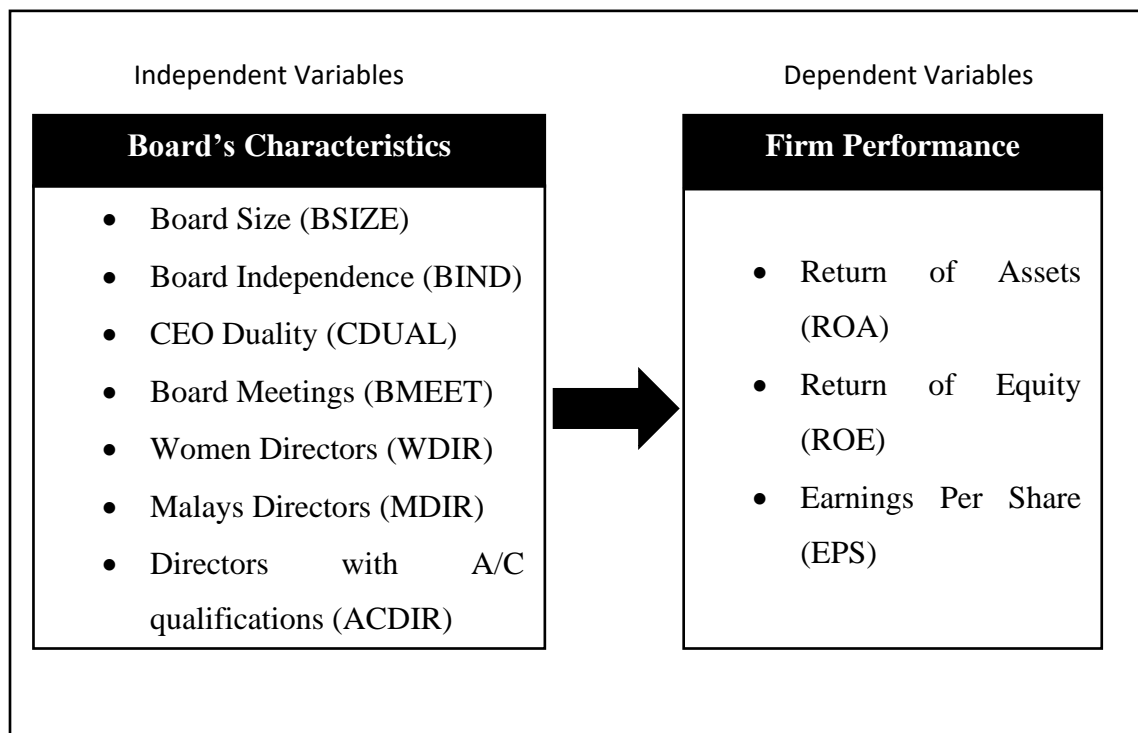 Independent Variables
Board’s Characteristics
• Board Size (BSIZE)
• Board Independence (BIND)
• CEO Duality (CDUAL)
• Board Meetings (BMEET)
• Women Directors (WDIR)
• Malays Directors (MDIR)
• Directors with A/C
qualifications (ACDIR)
Dependent Variables
Firm Performance
• Return of Assets
(ROA)
• Return of Equity
(ROE)
• Earnings Per Share
(EPS)